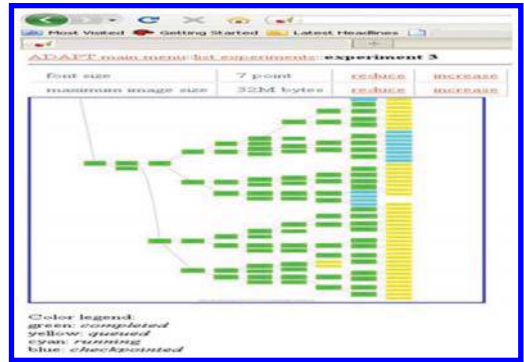 Most Visited Getting Started Latest Headlines
ADAPT main menu: list experiments: experiment 3
font size 7 point reduce increase
maximum image size 32M bytes reduce increase
Color legend:
green: completed
yellow: queued
cyan: running
blue: checkpointed